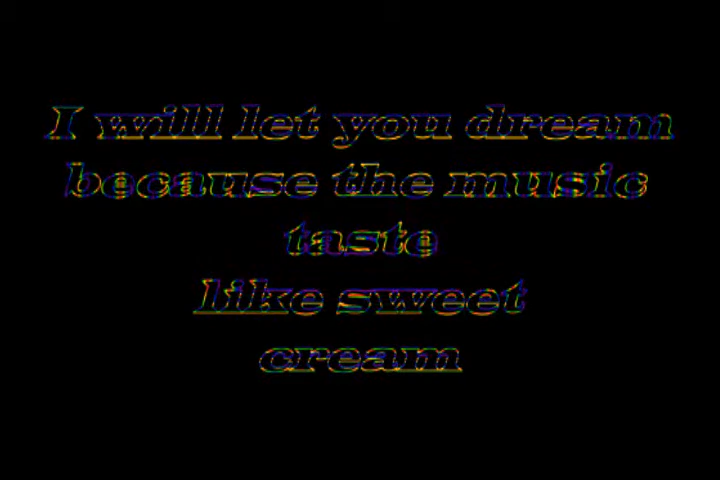 I will let you dream
because the music
taste
like sweet
cream